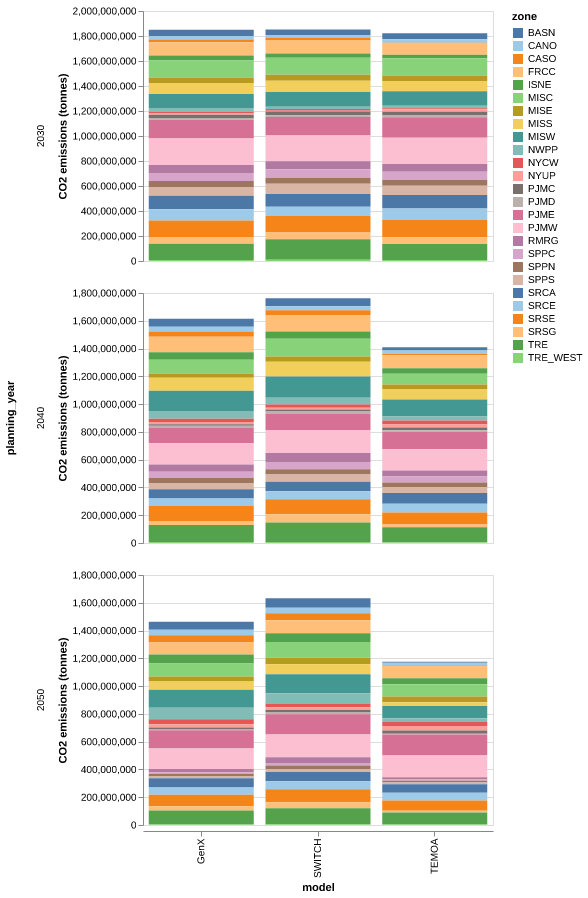 planning_year
2030
CO2 emissions (tonnes)
2,000,000,000
1,800,000,000
1,600,000,000
1,400,000,000
1,200,000,000
1,000,000,000
800,000,000
600,000,000
400,000,000
200,000,000
0
2040
CO2 emissions (tonnes)
1,800,000,000
1,600,000,000
1,400,000,000
1,200,000,000
1,000,000,000
800,000,000
600,000,000
400,000,000
200,000,000
0
2050
CO2 emissions (tonnes)
1,800,000,000
1,600,000,000
1,400,000,000
1,200,000,000
1,000,000,000
800,000,000
600,000,000
400,000,000
200,000,000
0
GenX
SWITCH
TEMOA
model
zone
BASN
CANO
CASO
FRCC
ISNE
MISC
MISE
MISS
MISW
NWPP
NYCW
NYUP
PJMC
PJMD
PJME
PJMW
RMRG
SPPC
SPPN
SPPS
SRCA
SRCE
SRSE
SRSG
TRE
TRE_WEST